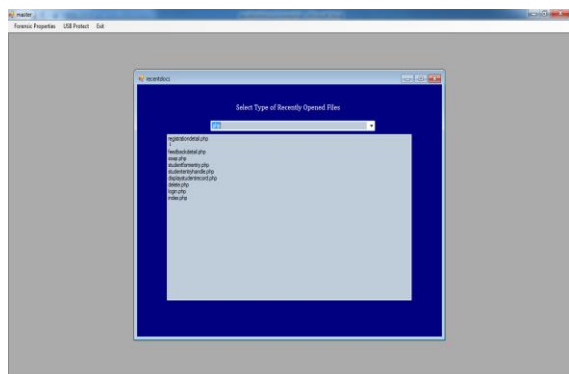 master
Forensic Properties USB Protect Exit
recentdocs
Select Type of Recently Opened Files
php
registrationdetail.php
feedbackdetail.php
studentformentry.php
studententryhandle.php
displaystudentrecord.php
delete.php
login.php
index.php